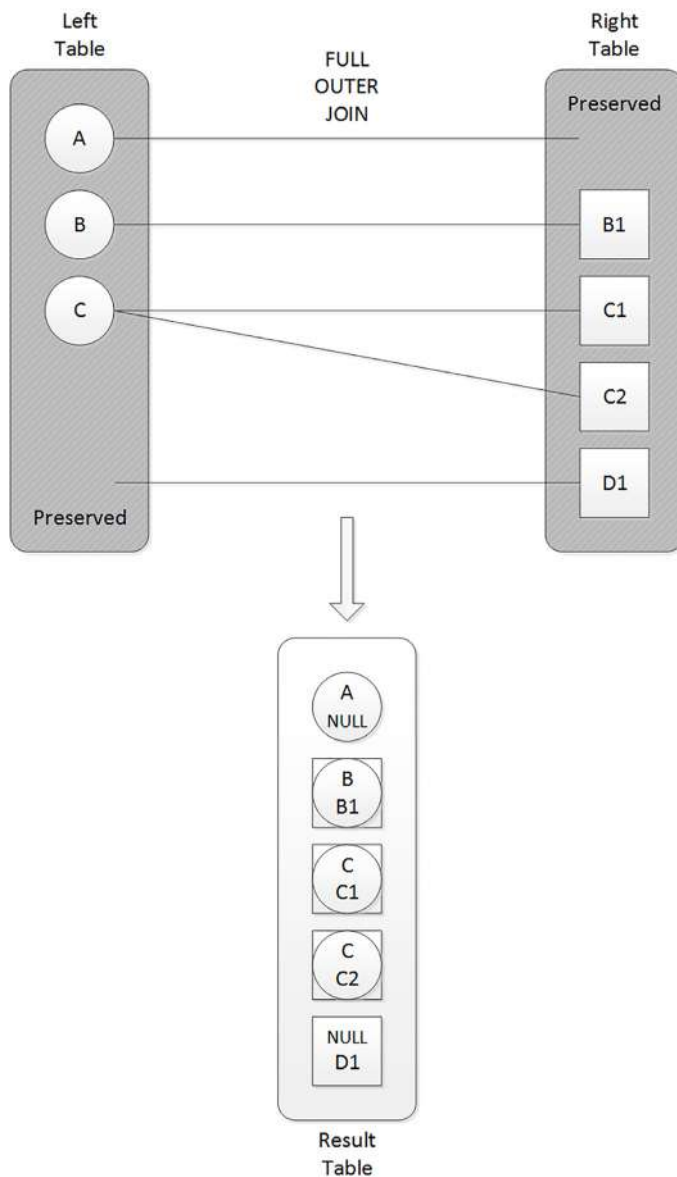 Left
Table
Right
Table
FULL
OUTER
JOIN
Preserved
A
B
B1
C
C1
C2
D1
Preserved
A
NULL
B
B1
C
C1
C
C2
NULL
D1
Result
Table